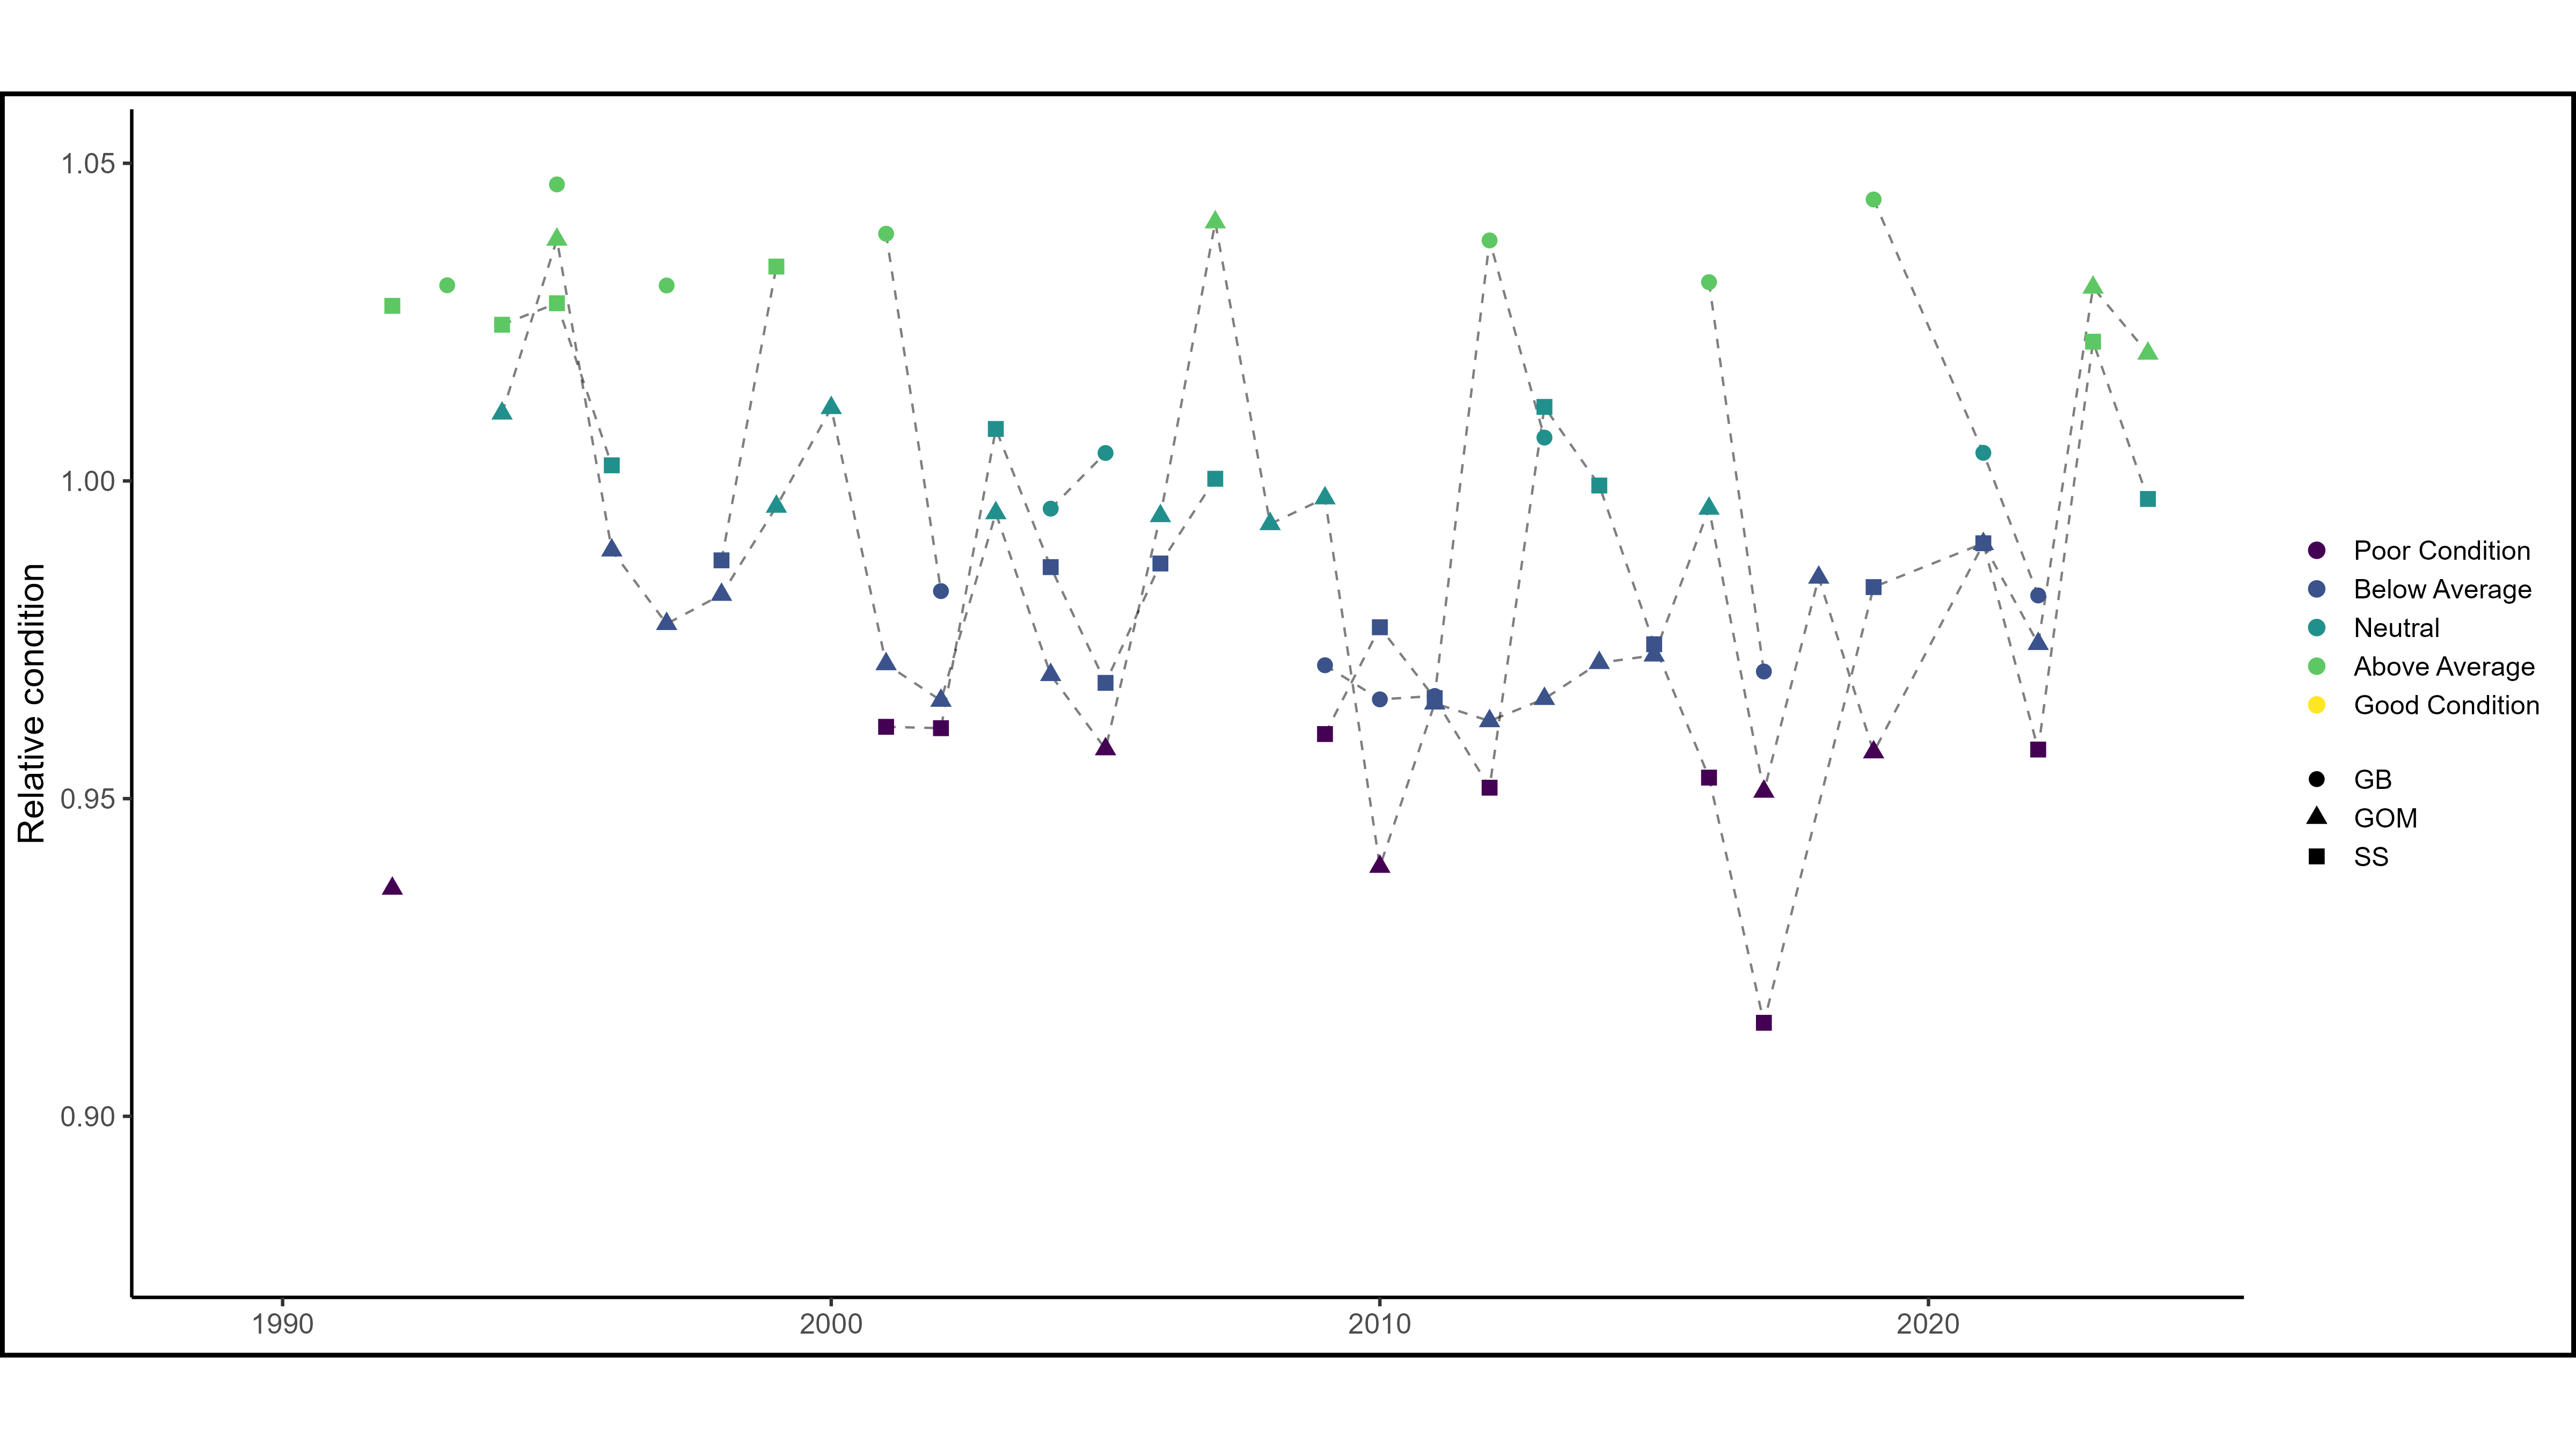 Relative condition
1.05
1.00
0.95
0.90
1990
2000
2010
2020
Poor Condition
Below Average
Neutral
Above Average
Good Condition
GB
GOM
SS